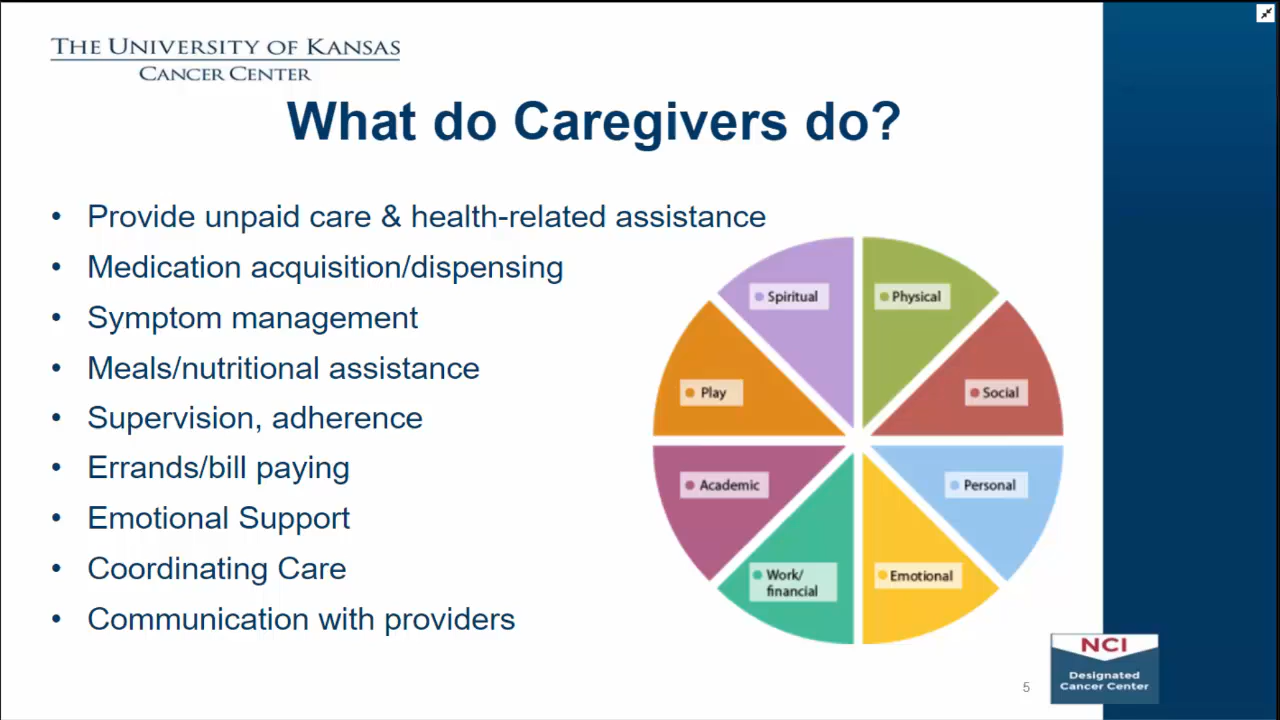 THE UNIVERSITY OF KANSAS
CANCER CENTER
What do Caregivers do?
• Provide unpaid care & health-related assistance
• Medication acquisition/dispensing
• Symptom management
• Meals/nutritional assistance
• Supervision, adherence
• Errands/bill paying
• Emotional Support
• Coordinating Care
• Communication with providers
Spiritual
Physical
Play
Social
Academic
Personal
Work/
financial
Emotional
5
NCI
Designated
Cancer Center